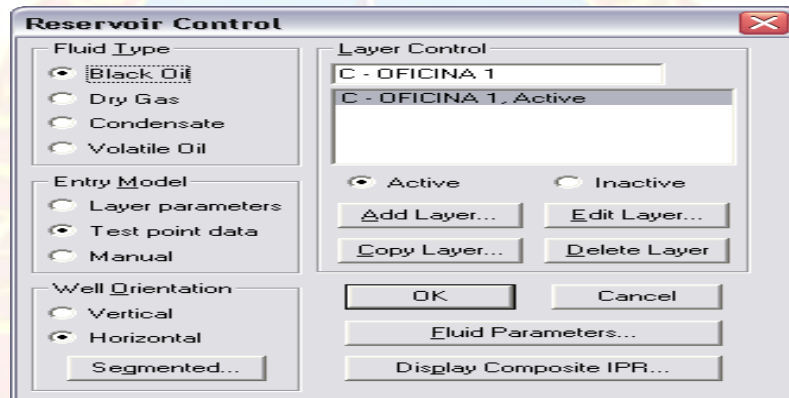 Reservoir Control
Fluid Type
Black Oil
Dry Gas
Condensate
Volatile Oil
Entry Model
Layer parameters
Test point data
Manual
Well Orientation
Vertical
Horizontal
Segmented...
Layer Control
C - OFICINA 1
C - OFICINA 1, Active
Active Inactive
Add Layer... Edit Layer...
Copy Layer... Delete Layer
OK Cancel
Fluid Parameters...
Display Composite IPR...